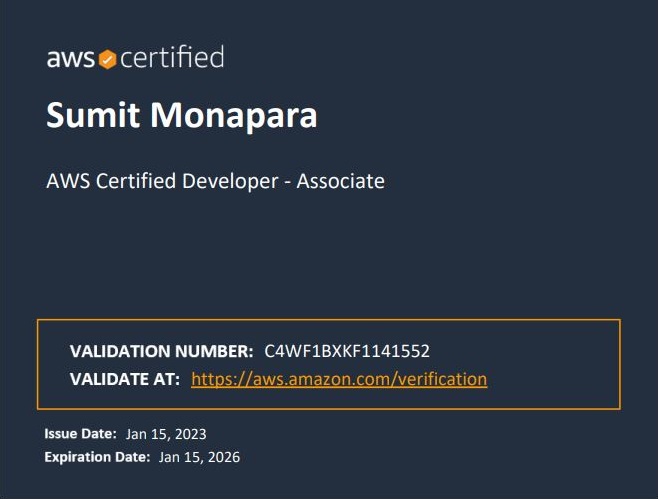 aws certified
Sumit Monapara
AWS Certified Developer - Associate
VALIDATION NUMBER: C4WF1BXKF1141552
VALIDATE AT: https://aws.amazon.com/verification
Issue Date: Jan 15, 2023
Expiration Date: Jan 15, 2026